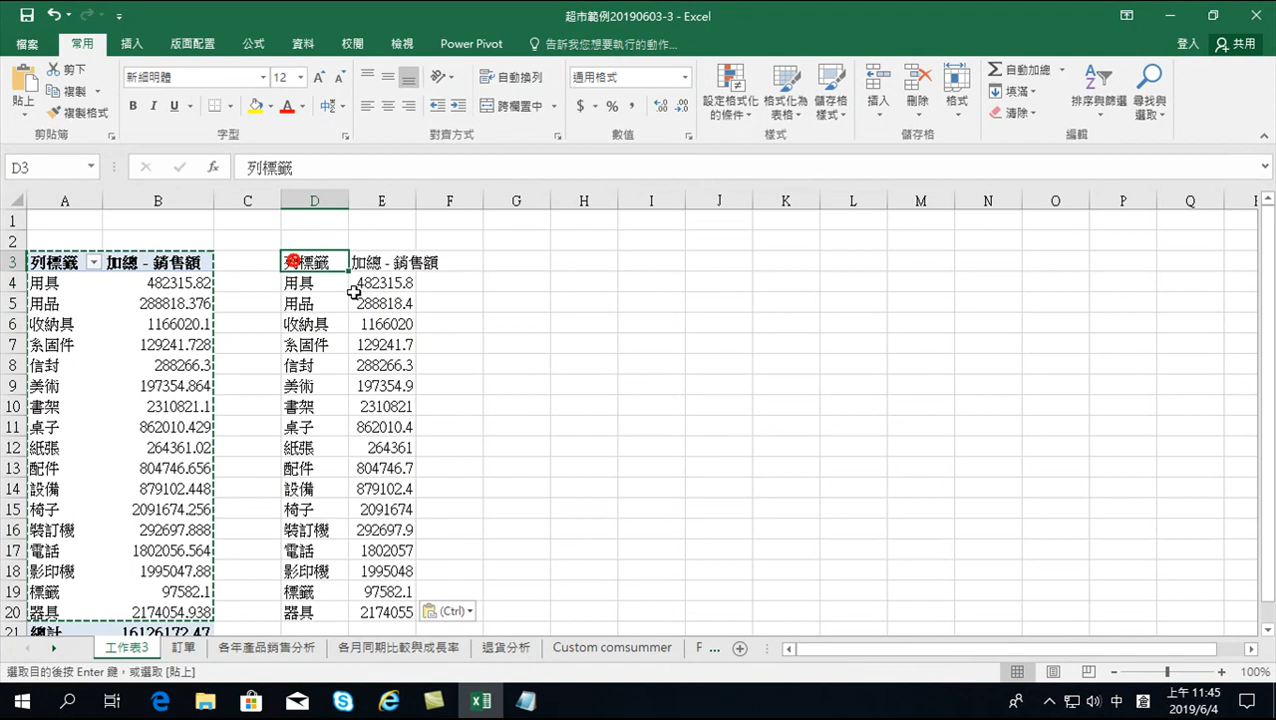 超市範例20190603-3 - Excel
檔案 常用 插入 版面配置 公式 資料 校閱 檢視 Power Pivot 告訴我您想要執行的動作... 登入 共用
貼上 剪下 複製 複製格式 剪貼簿
新細明體 12 B I U A 中 字型
自動換列 跨欄置中 對齊方式
通用格式 $ % , 數值
設定格式化的條件 格式化為表格 儲存格樣式 樣式
插入 刪除 格式 儲存格
自動加總 填滿 清除 排序與篩選 尋找與選取 編輯
D3 fx 列標籤
A B C D E F G H I J K L M N O P Q
1
2
3 列標籤 加總 - 銷售額 列標籤 加總 - 銷售額
4 用具 482315.82 用具 482315.8
5 用品 288818.376 用品 288818.4
6 收納具 1166020.1 收納具 1166020
7 系固件 129241.728 系固件 129241.7
8 信封 288266.3 信封 288266.3
9 美術 197354.864 美術 197354.9
10 書架 2310821.1 書架 2310821
11 桌子 862010.429 桌子 862010.4
12 紙張 264361.02 紙張 264361
13 配件 804746.656 配件 804746.7
14 設備 879102.448 設備 879102.4
15 椅子 2091674.256 椅子 2091674
16 裝訂機 292697.888 裝訂機 292697.9
17 電話 1802056.564 電話 1802057
18 影印機 1995047.88 影印機 1995048
19 標籤 97582.1 標籤 97582.1
20 器具 2174054.938 器具 2174055 (Ctrl)
21 總計 16126172.47
工作表3 訂單 各年產品銷售分析 各月同期比較與成長率 退貨分析 Custom comsummer F ...
選取目的後按 Enter 鍵，或選取 [貼上] 100%
中 上午 11:45
2019/6/4